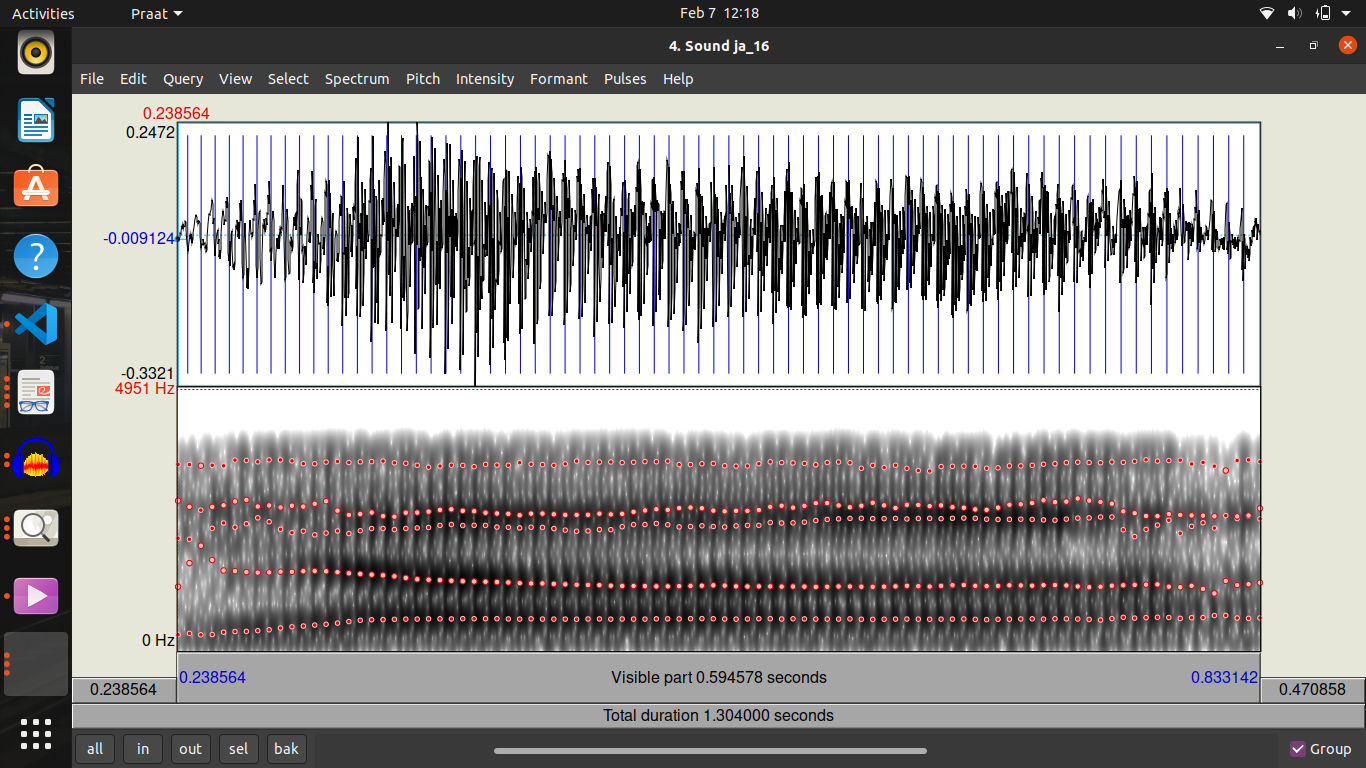 Activities Praat Feb 7 12:18
4. Sound ja_16
File Edit Query View Select Spectrum Pitch Intensity Formant Pulses Help
0.238564
0.2472
-0.009124
-0.3321
4951 Hz
0 Hz
0.238564 Visible part 0.594578 seconds 0.833142
0.238564 0.470858
Total duration 1.304000 seconds
all in out sel bak Group